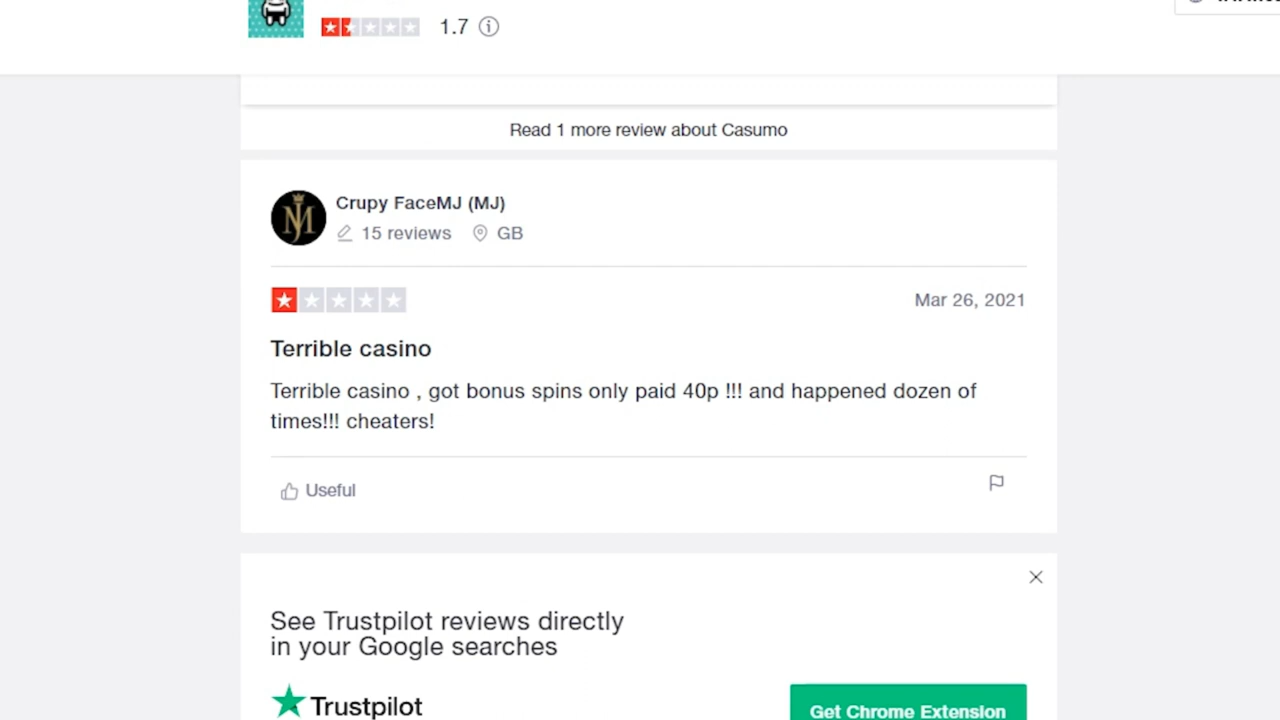 1.7
Read 1 more review about Casumo
Crupy FaceMJ (MJ)
15 reviews GB
Mar 26, 2021
Terrible casino
Terrible casino , got bonus spins only paid 40p !!! and happened dozen of
times!!! cheaters!
Useful
See Trustpilot reviews directly
in your Google searches
Trustpilot
Get Chrome Extension